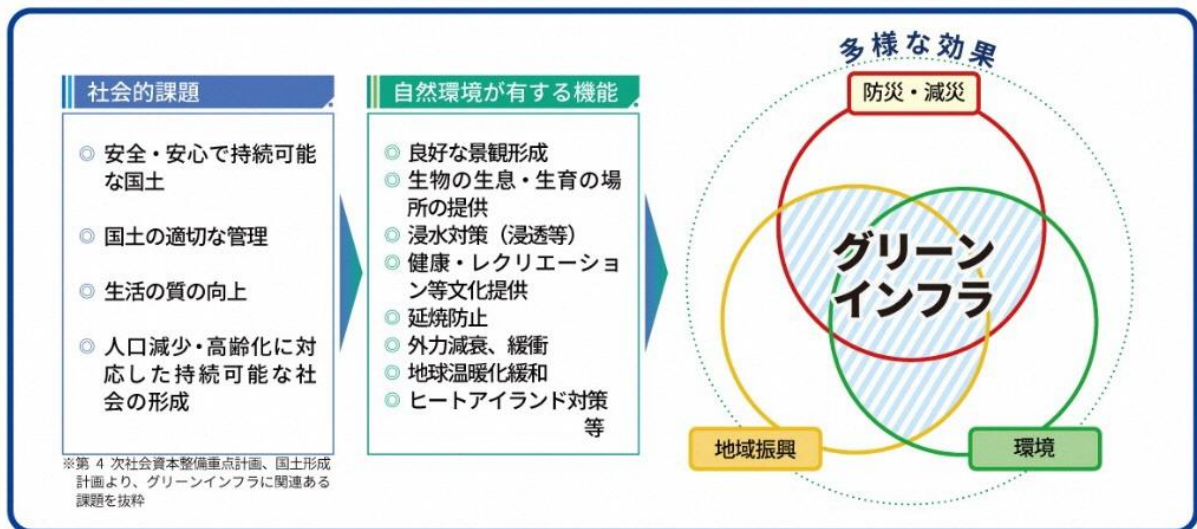 社会的課題
◎ 安全・安心で持続可能
な国土
◎ 国土の適切な管理
◎ 生活の質の向上
◎ 人口減少・高齢化に対
応した持続可能な社
会の形成
※第 4 次社会資本整備重点計画、国土形成
計画より、グリーンインフラに関連ある
課題を抜粋
自然環境が有する機能
◎ 良好な景観形成
◎ 生物の生息・生育の場
所の提供
◎ 浸水対策（浸透等）
◎ 健康・レクリエーショ
ン等文化提供
◎ 延焼防止
◎ 外力減衰、緩衝
◎ 地球温暖化緩和
◎ ヒートアイランド対策
等
多様な効果
防災・減災
グリーン
インフラ
地域振興
環境